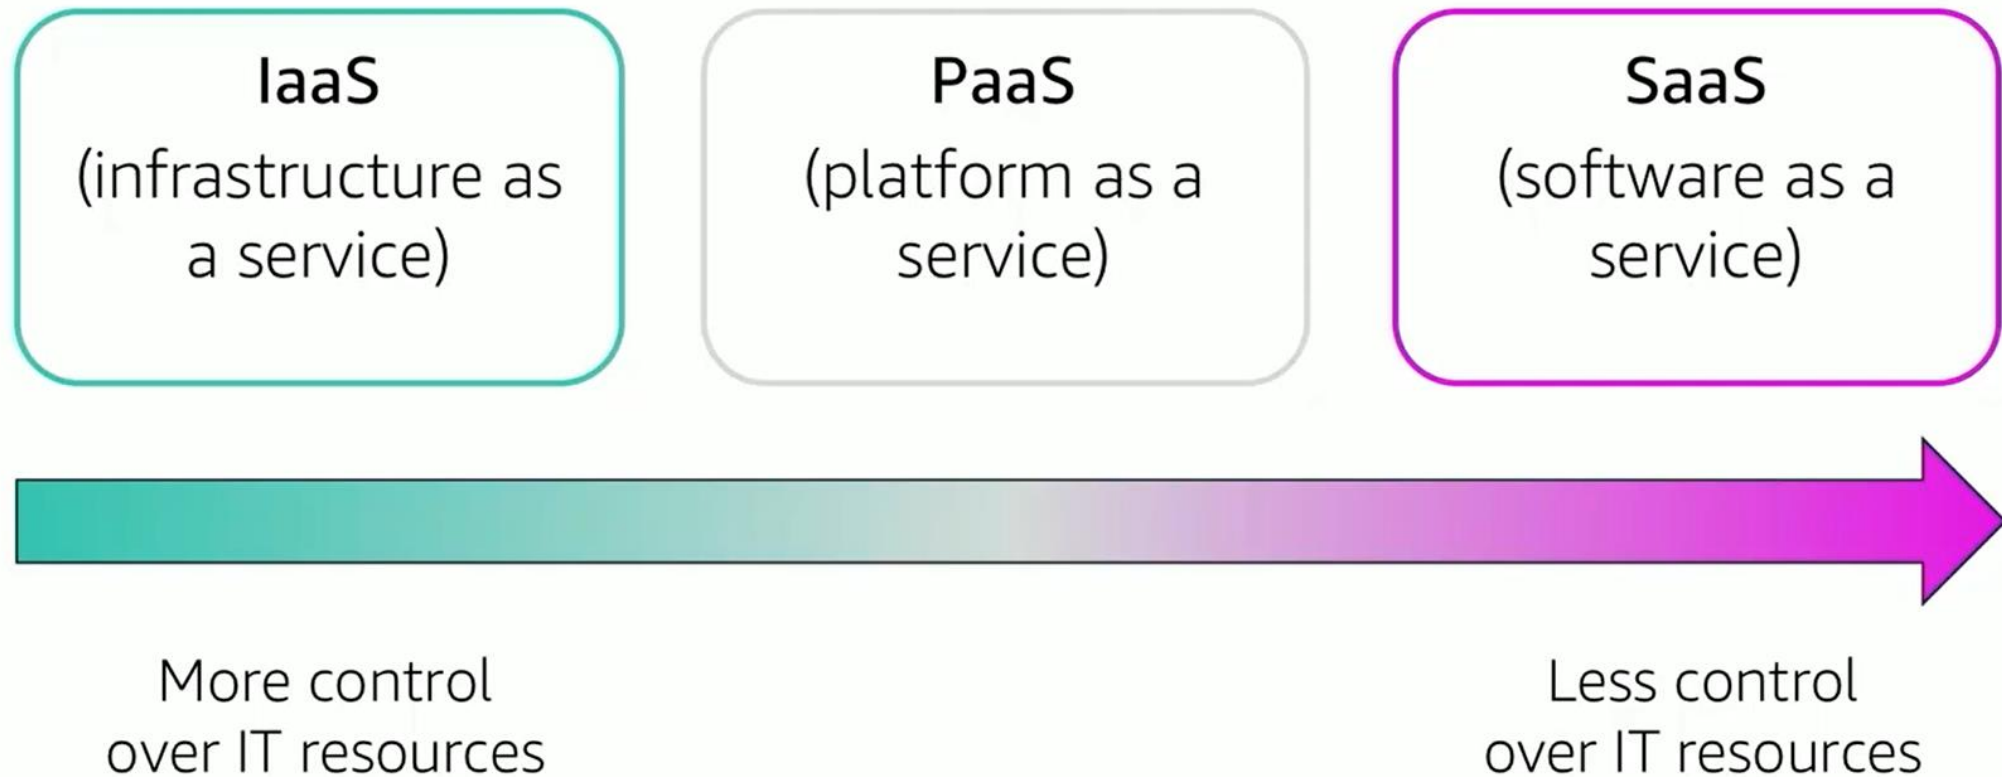 IaaS
(infrastructure as
a service)
PaaS
(platform as a
service)
SaaS
(software as a
service)
More control
over IT resources
Less control
over IT resources